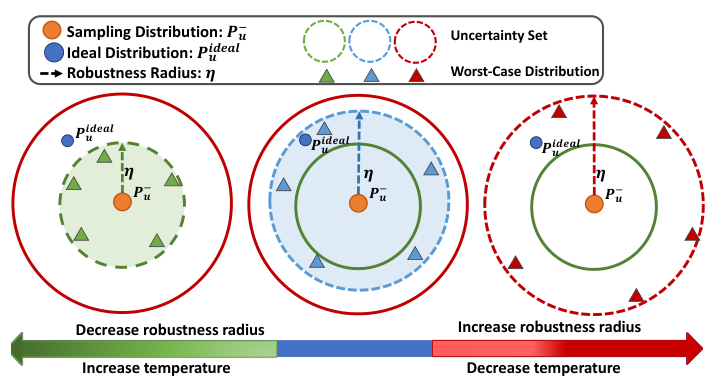 Sampling Distribution: P_u^-
Ideal Distribution: P_u^{ideal}
Robustness Radius: η
Uncertainty Set
Worst-Case Distribution
P_u^{ideal}
η
P_u^-
P_u^{ideal}
η
P_u^-
P_u^{ideal}
η
P_u^-
Decrease robustness radius
Increase temperature
Increase robustness radius
Decrease temperature